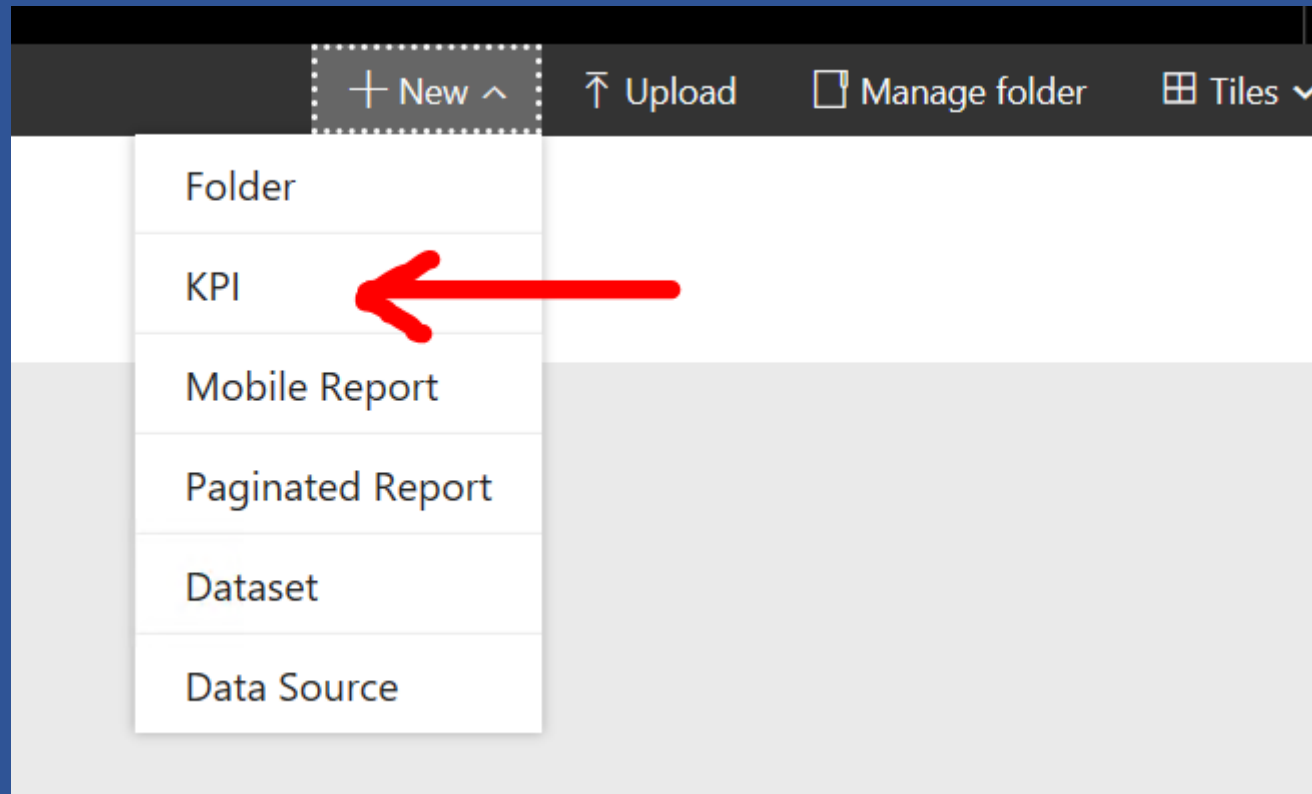 New Upload Manage folder Tiles
Folder
KPI
Mobile Report
Paginated Report
Dataset
Data Source